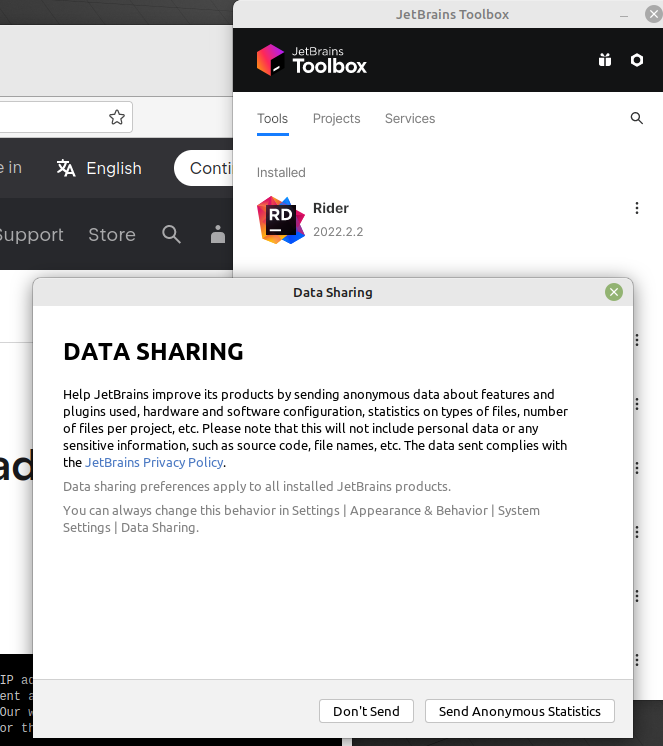 JetBrains Toolbox
JetBrains
Toolbox
Tools Projects Services
in
English
Conti
Support Store
Installed
RD
Rider
2022.2.2
Data Sharing
DATA SHARING
Help JetBrains improve its products by sending anonymous data about features and
plugins used, hardware and software configuration, statistics on types of files, number
of files per project, etc. Please note that this will not include personal data or any
sensitive information, such as source code, file names, etc. The data sent complies with
the JetBrains Privacy Policy.
Data sharing preferences apply to all installed JetBrains products.
You can always change this behavior in Settings | Appearance & Behavior | System
Settings | Data Sharing.
ad
IP ad
ent a
Our w
or th
Don't Send
Send Anonymous Statistics